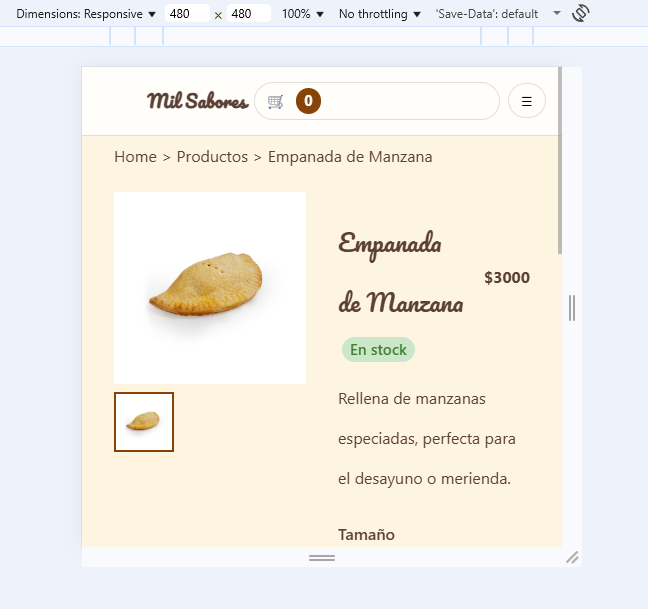 Dimensions: Responsive 480 × 480 100% No throttling 'Save-Data': default
Mil Sabores 0
Home > Productos > Empanada de Manzana
Empanada
de Manzana
$3000
En stock
Rellena de manzanas
especiadas, perfecta para
el desayuno o merienda.
Tamaño